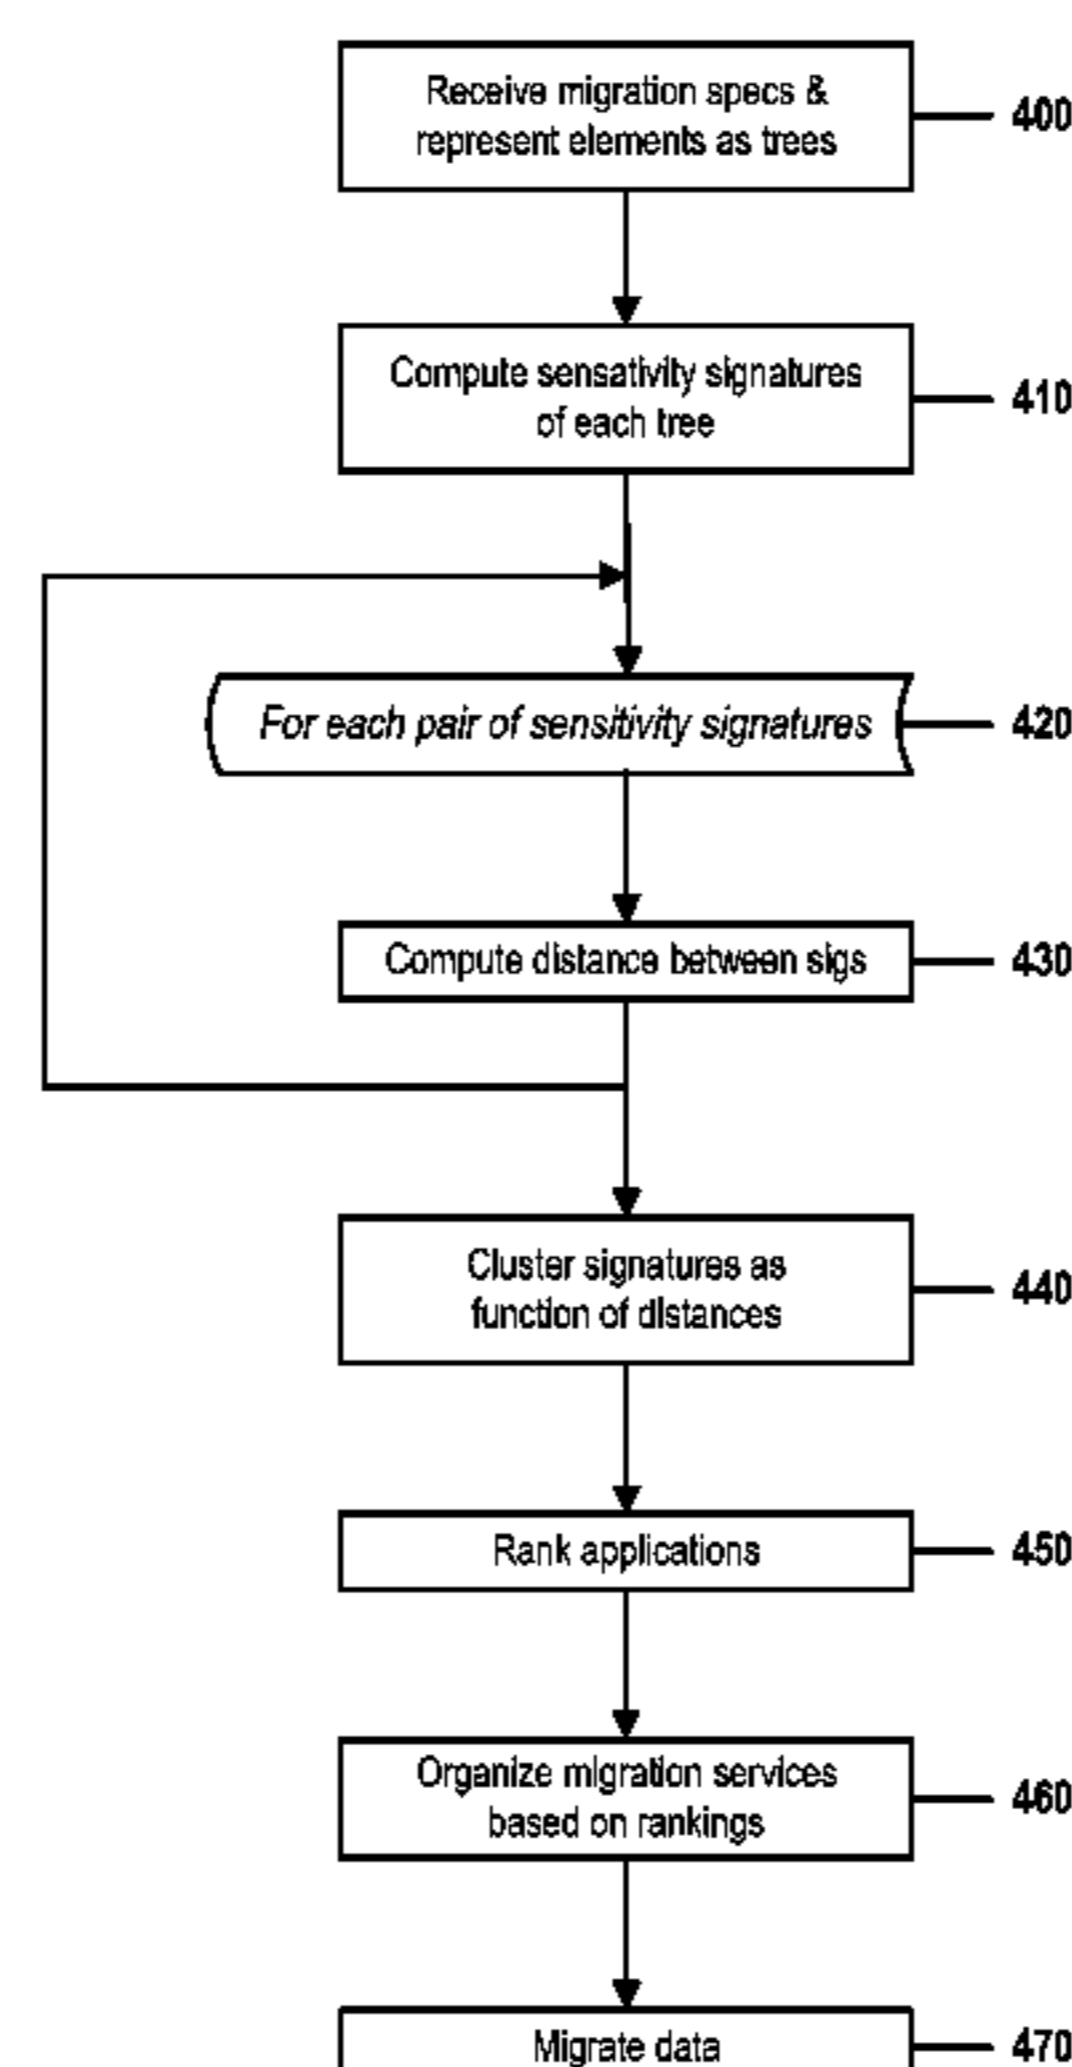 Receive migration specs &
represent elements as trees
400
Compute sensativity signatures
of each tree
410
For each pair of sensitivity signatures
420
Compute distance between sigs
430
Cluster signatures as
function of distances
440
Rank applications
450
Organize migration services
based on rankings
460
Migrate data
470